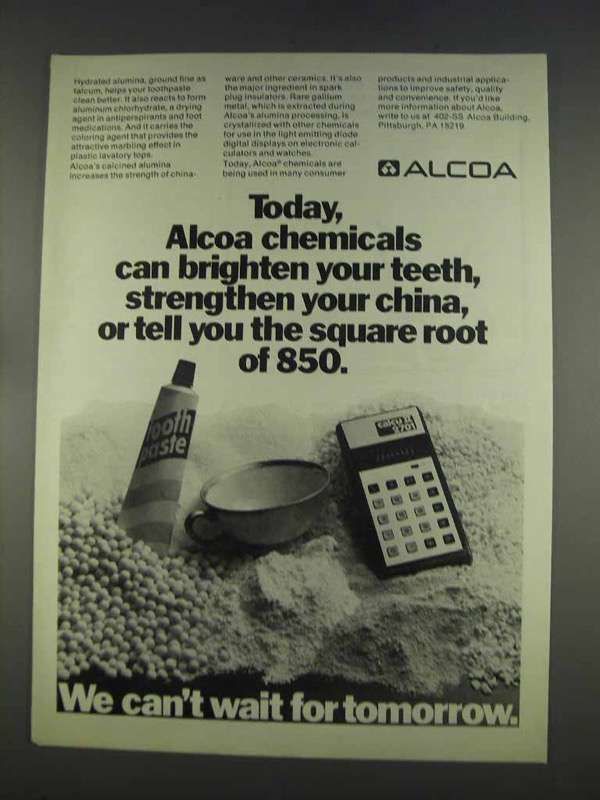 Hydrated alumina, ground fine as
talcum, helps your toothpaste
clean better. It also reacts to form
aluminum chlorhydrate, a drying
agent in antiperspirants and foot
medications. And it carries the
coloring agent that provides the
attractive marbling effect in
plastic lavatory tops.
Alcoa's calcined alumina
increases the strength of china-
ware and other ceramics. It's also
the major ingredient in spark
plug insulators. Rare gallium
metal, which is extracted during
Alcoa's alumina processing, is
crystallized with other chemicals
for use in the light emitting diode
digital displays on electronic cal-
culators and watches.
Today, Alcoa® chemicals are
being used in many consumer
products and industrial applica-
tions to improve safety, quality
and convenience. If you'd like
more information about Alcoa,
write to us at 402-SS Alcoa Building,
Pittsburgh, PA 15219.
ALCOA
Today,
Alcoa chemicals
can brighten your teeth,
strengthen your china,
or tell you the square root
of 850.
tooth
paste
We can't wait for tomorrow.